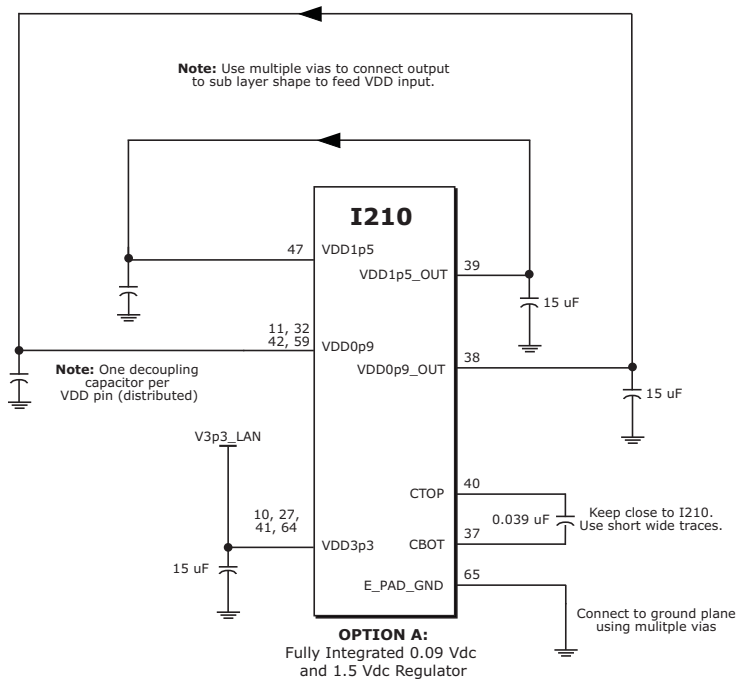 Note: Use multiple vias to connect output
to sub layer shape to feed VDD input.
I210
47
VDD1p5
39
VDD1p5_OUT
15 uF
11, 32
42, 59
VDD0p9
38
VDD0p9_OUT
Note: One decoupling
capacitor per
VDD pin (distributed)
15 uF
V3p3_LAN
40
CTOP
10, 27,
41, 64
0.039 uF
Keep close to I210.
Use short wide traces.
37
VDD3p3
CBOT
15 uF
65
E_PAD_GND
Connect to ground plane
using mulitple vias
OPTION A:
Fully Integrated 0.09 Vdc
and 1.5 Vdc Regulator